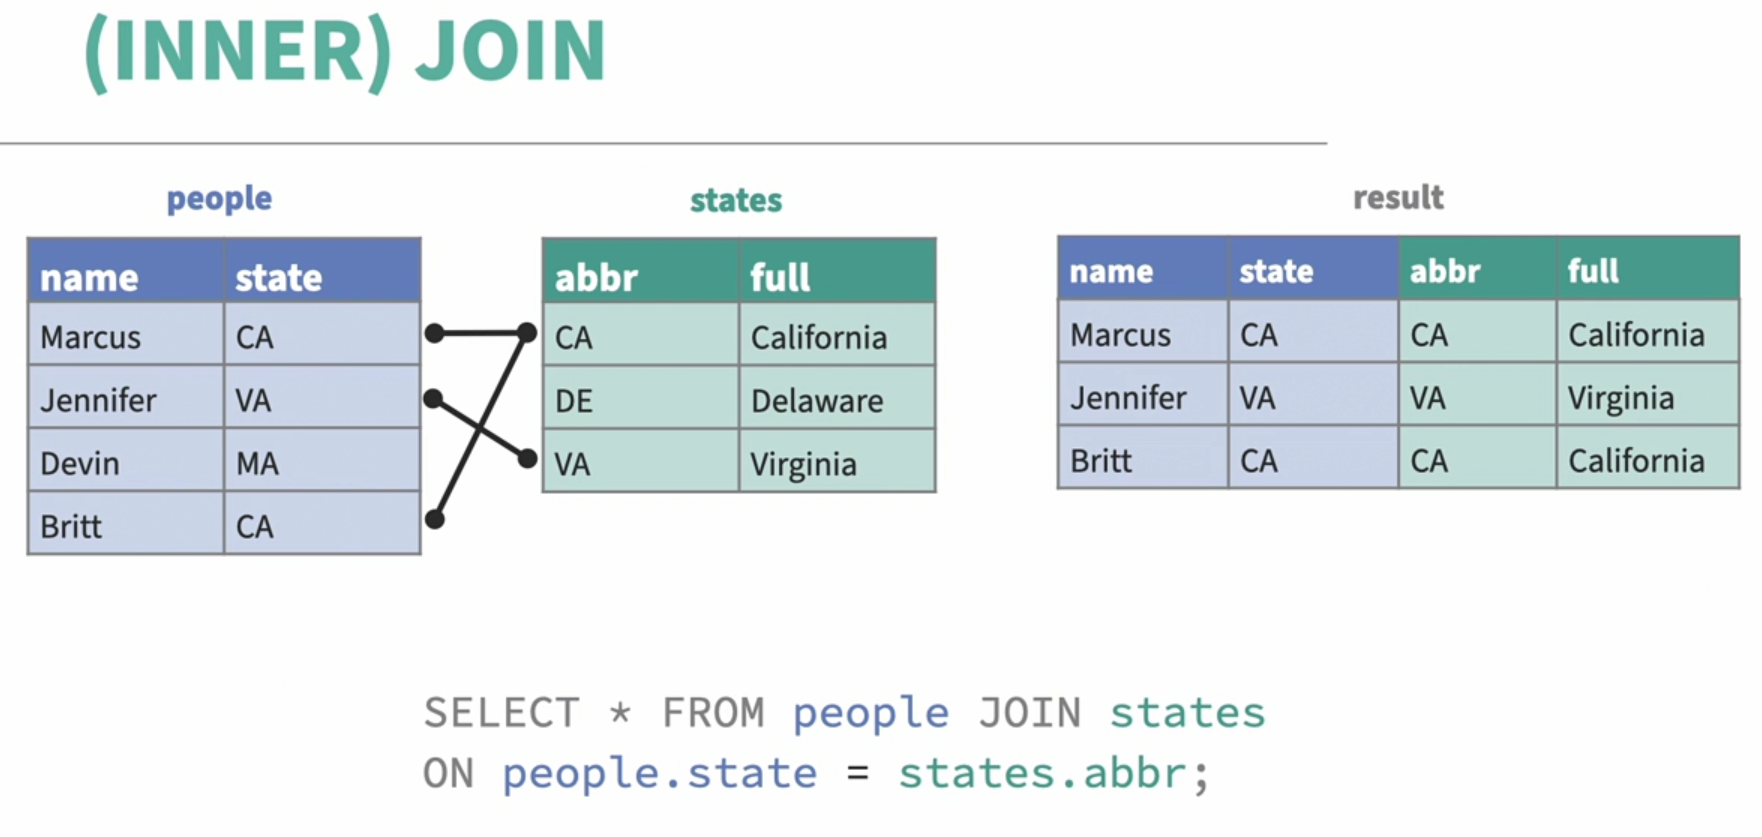 (INNER) JOIN
people
name state
Marcus CA
Jennifer VA
Devin MA
Britt CA
states
abbr full
CA California
DE Delaware
VA Virginia
result
name state abbr full
Marcus CA CA California
Jennifer VA VA Virginia
Britt CA CA California
SELECT * FROM people JOIN states
ON people.state = states.abbr;